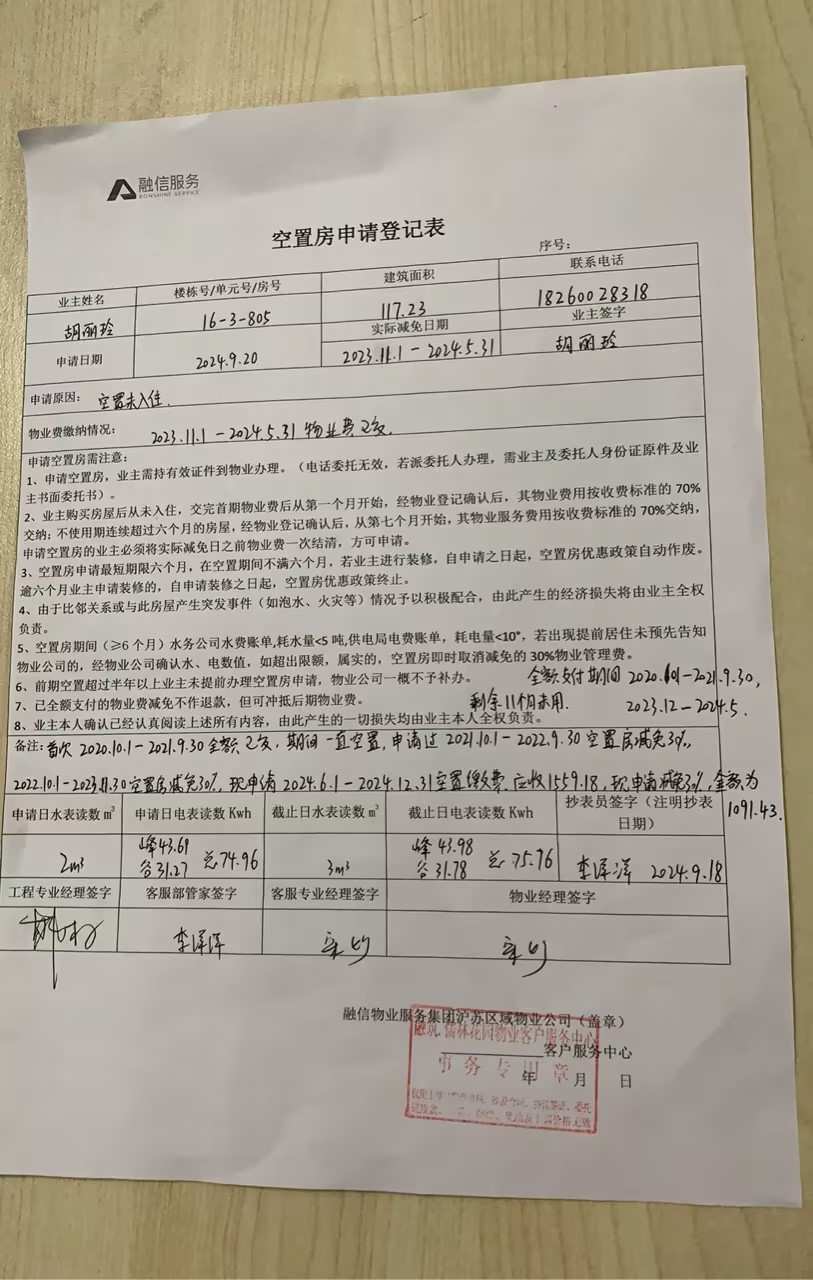 融信服务
RONSHINE SERVICE
空置房申请登记表
序号：
业主姓名 楼栋号/单元号/房号 建筑面积 联系电话
胡丽玲 16-3-805 117.23 18260028318
申请日期 2024.9.20 实际减免日期 业主签字
2023.11.1-2024.5.31 胡丽玲
申请原因： 空置未入住.
物业费缴纳情况： 2023.11.1-2024.5.31 物业费已交.
申请空置房需注意：
1、申请空置房，业主需持有效证件到物业办理。（电话委托无效，若派委托人办理，需业主及委托人身份证原件及业
主书面委托书）。
2、业主购买房屋后从未入住，交完首期物业费后从第一个月开始，经物业登记确认后，其物业费用按收费标准的 70%
交纳；不使用期连续超过六个月的房屋，经物业登记确认后，从第七个月开始，其物业服务费用按收费标准的 70%交纳，
申请空置房的业主必须将实际减免日之前物业费一次结清，方可申请。
3、空置房申请最短期限六个月，在空置期间不满六个月，若业主进行装修，自申请之日起，空置房优惠政策自动作废。
逾六个月业主申请装修的，自申请装修之日起，空置房优惠政策终止。
4、由于比邻关系或与此房屋产生突发事件（如泡水、火灾等）情况予以积极配合，由此产生的经济损失将由业主全权
负责。
5、空置房期间（≥6 个月）水务公司水费账单,耗水量<5 吨,供电局电费账单，耗电量<10°，若出现提前居住未预先告知
物业公司的，经物业公司确认水、电数值，如超出限额，属实的，空置房即时取消减免的 30%物业管理费。
6、前期空置超过半年以上业主未提前办理空置房申请，物业公司一概不予补办。
全额支付期间 2020.10.1-2021.9.30,
7、已全额支付的物业费减免不作退款，但可冲抵后期物业费。
剩余11个月未用. 2023.12-2024.5.
8、业主本人确认已经认真阅读上述所有内容，由此产生的一切损失均由业主本人全权负责。
备注：首次 2020.10.1-2021.9.30 全额已交，期间一直空置，申请过 2021.10.1-2022.9.30 空置房减免30%,
2022.10.1-2023.11.30 空置房减免30%，现申请 2024.6.1-2024.12.31 空置缴费 应收1559.18，现申请减免30%，金额为
1091.43.
申请日水表读数 m³ 申请日电表读数 Kwh 截止日水表读数 m³ 截止日电表读数 Kwh 抄表员签字（注明抄表
日期）
2m³ 峰43.69 谷31.27 总74.96 3m³ 峰 43.98 谷 31.78 总 75.76 李洋洋 2024.9.18
工程专业经理签字 客服部管家签字 客服专业经理签字 物业经理签字
李洋洋
融信物业服务集团沪苏区域物业公司（盖章）
融筑.儒林花园物业客户服务中心
客户服务中心
事务专用章
年 月 日